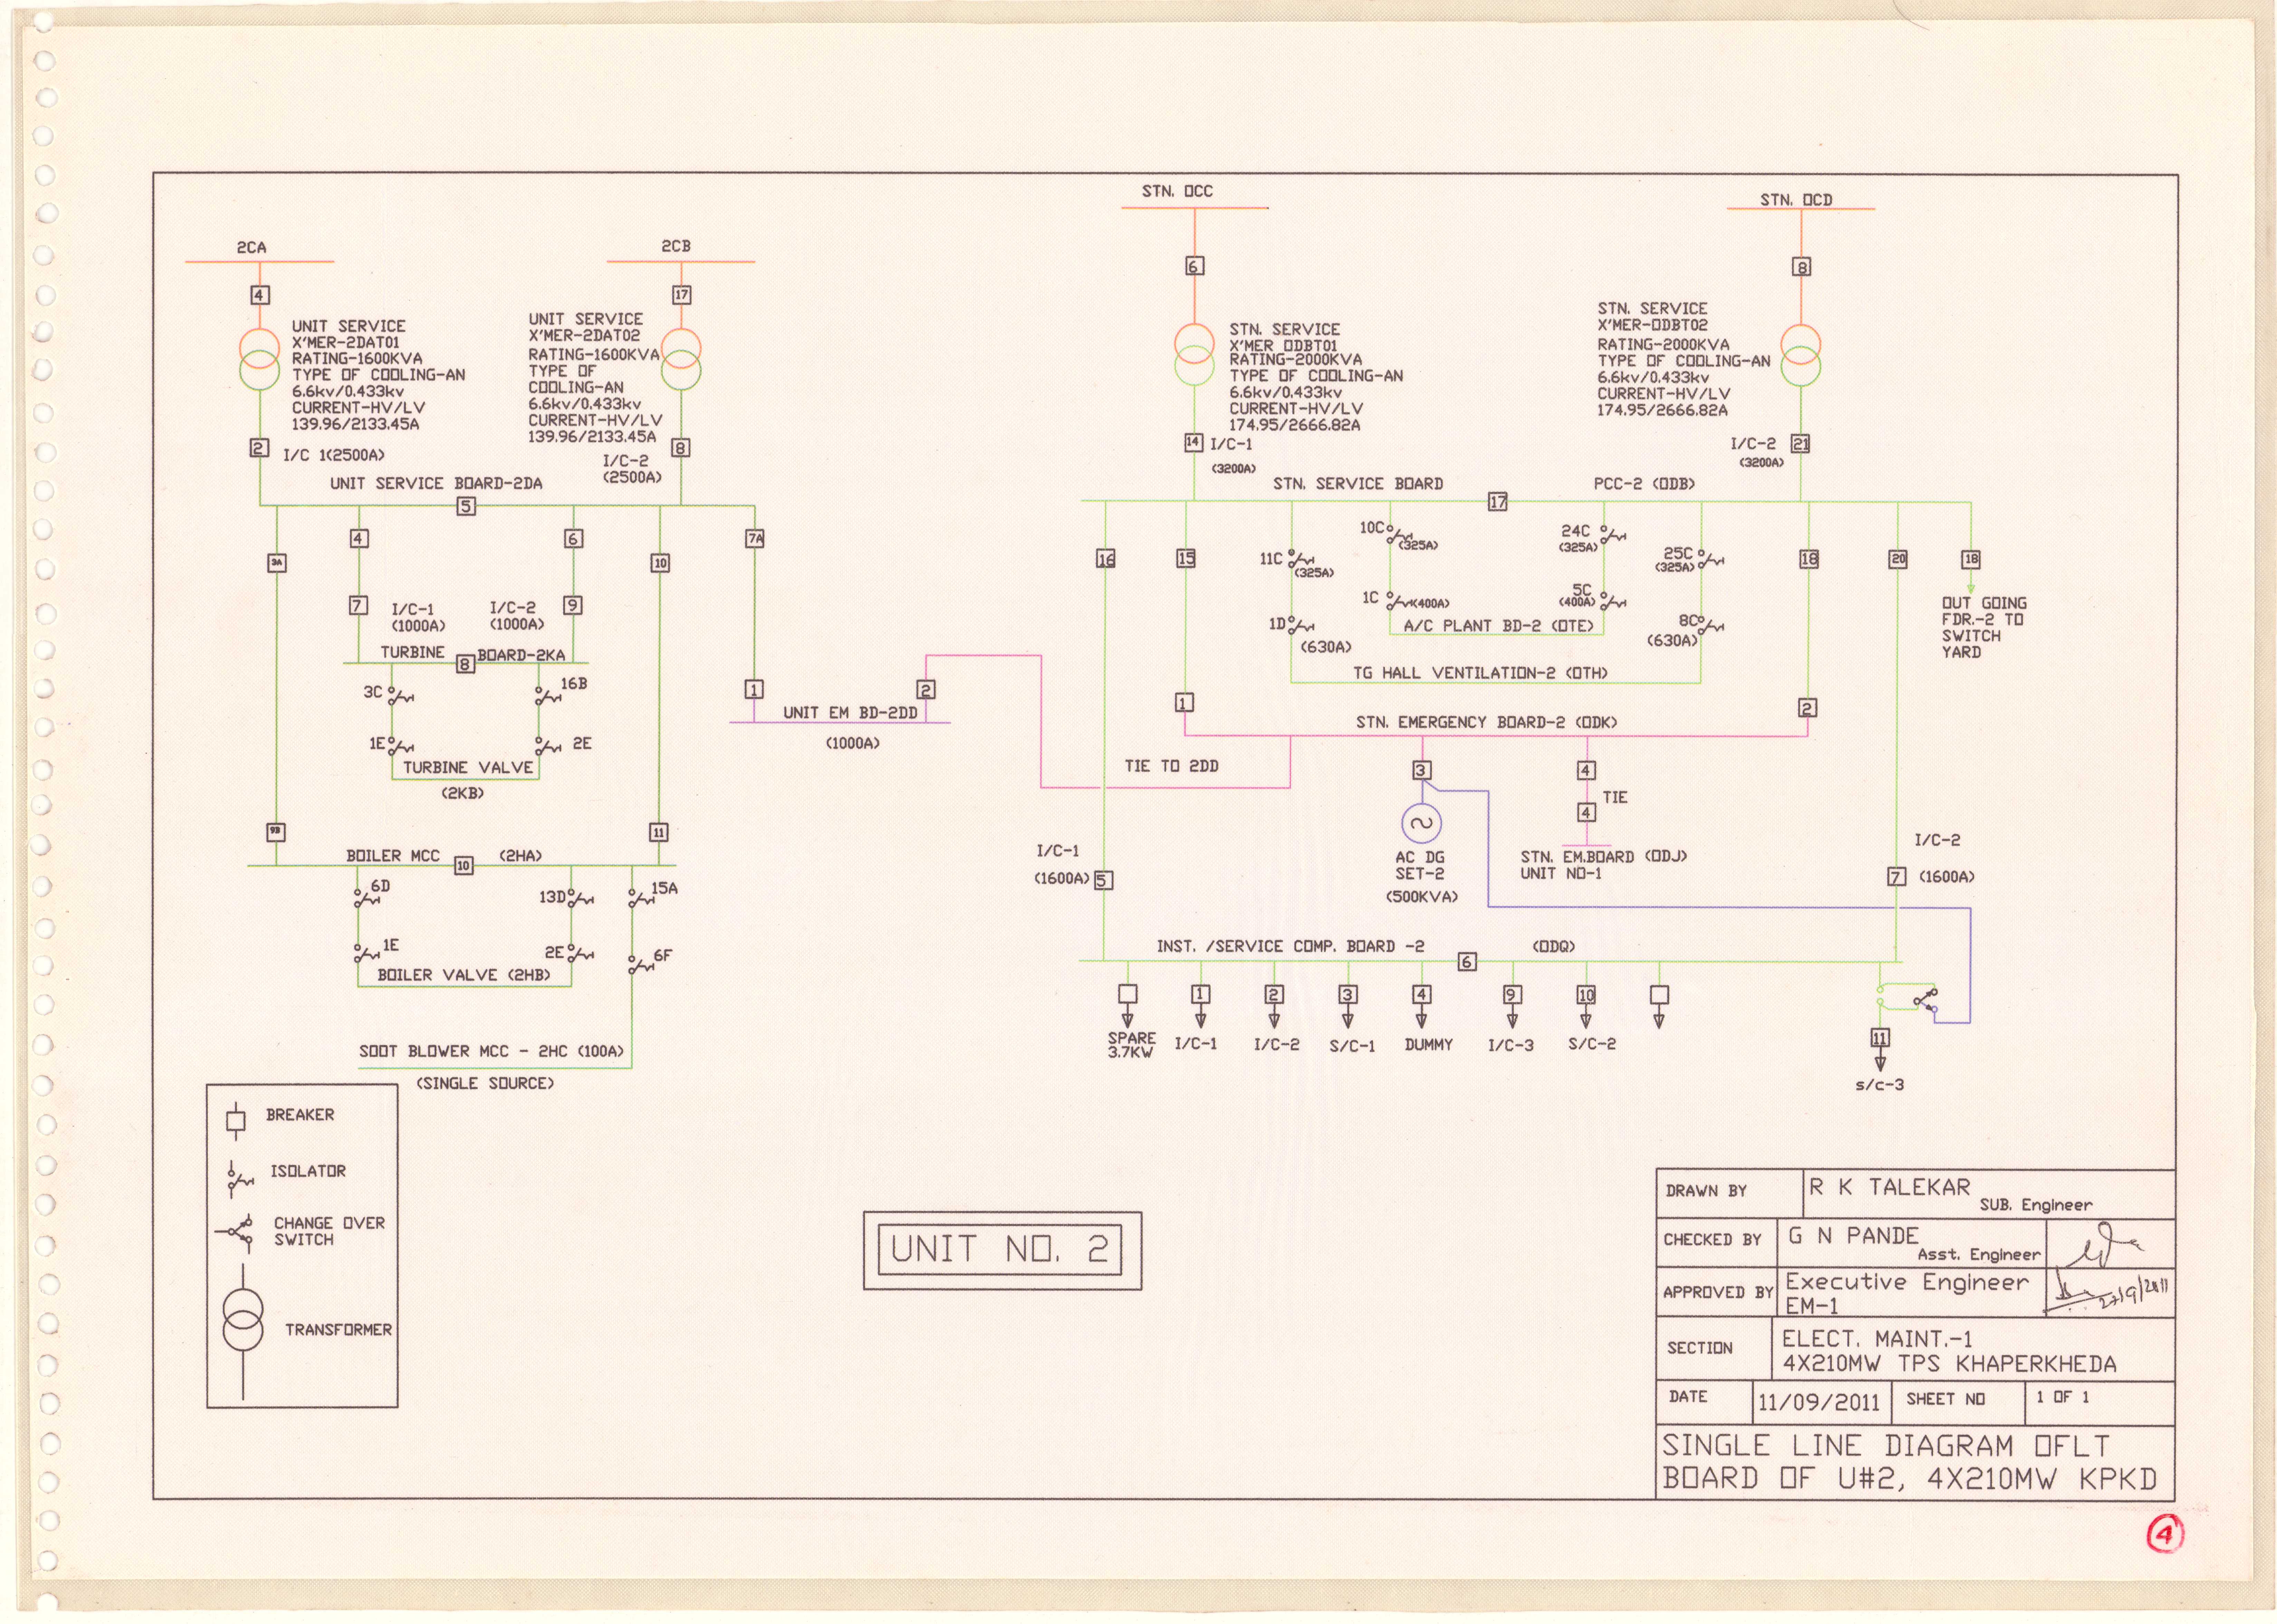 STN. OCC
STN. OCD
2CA
2CB
6
8
4
17
UNIT SERVICE
X'MER-2DAT01
RATING-1600KVA
TYPE OF COOLING-AN
6.6kv/0.433kv
CURRENT-HV/LV
139.96/2133.45A
UNIT SERVICE
X'MER-2DAT02
RATING-1600KVA
TYPE OF
COOLING-AN
6.6kv/0.433kv
CURRENT-HV/LV
139.96/2133.45A
STN. SERVICE
X'MER ODBT01
RATING-2000KVA
TYPE OF COOLING-AN
6.6kv/0.433kv
CURRENT-HV/LV
174.95/2666.82A
STN. SERVICE
X'MER-ODBT02
RATING-2000KVA
TYPE OF COOLING-AN
6.6kv/0.433kv
CURRENT-HV/LV
174.95/2666.82A
2
I/C 1(2500A)
I/C-2
(2500A)
8
14
I/C-1
(3200A)
I/C-2
(3200A)
21
UNIT SERVICE BOARD-2DA
5
STN. SERVICE BOARD
17
PCC-2 (ODB)
3A
4
6
10
7A
7
I/C-1
(1000A)
I/C-2
(1000A)
9
TURBINE
8
BOARD-2KA
3C
16B
1E
2E
TURBINE VALVE
(2KB)
9B
11
BOILER MCC
10
(2HA)
6D
13D
15A
1E
2E
6F
BOILER VALVE (2HB)
SOOT BLOWER MCC - 2HC (100A)
(SINGLE SOURCE)
1
2
UNIT EM BD-2DD
(1000A)
16
15
11C
(325A)
10C
(325A)
24C
(325A)
25C
(325A)
18
20
18
1C
(400A)
5C
(400A)
A/C PLANT BD-2 (OTE)
1D
(630A)
8C
(630A)
TG HALL VENTILATION-2 (OTH)
OUT GOING
FDR.-2 TO
SWITCH
YARD
1
2
STN. EMERGENCY BOARD-2 (ODK)
TIE TO 2DD
3
4
TIE
4
AC DG
SET-2
(500KVA)
STN. EM.BOARD (ODJ)
UNIT NO-1
I/C-1
(1600A)
5
I/C-2
7
(1600A)
INST. /SERVICE COMP. BOARD -2
6
(ODQ)
1
2
3
4
9
10
SPARE
3.7KW
I/C-1
I/C-2
S/C-1
DUMMY
I/C-3
S/C-2
11
s/c-3
BREAKER
ISOLATOR
CHANGE OVER
SWITCH
TRANSFORMER
UNIT NO. 2
DRAWN BY
R K TALEKAR
SUB. Engineer
CHECKED BY
G N PANDE
Asst. Engineer
APPROVED BY
Executive Engineer
EM-1
27/9/2011
SECTION
ELECT. MAINT.-1
4X210MW TPS KHAPERKHEDA
DATE
11/09/2011
SHEET NO
1 OF 1
SINGLE LINE DIAGRAM OFLT
BOARD OF U#2, 4X210MW KPKD
4